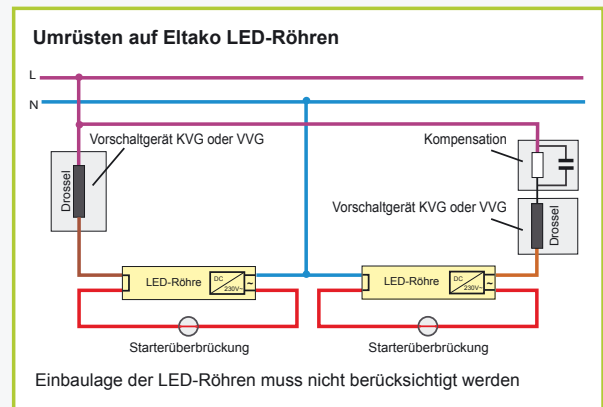 Umrüsten auf Eltako LED-Röhren
L
N
Vorschaltgerät KVG oder VVG
Kompensation
Drossel
Vorschaltgerät KVG oder VVG
Drossel
LED-Röhre
DC
230V~
~
LED-Röhre
DC
230V~
~
Starterüberbrückung
Starterüberbrückung
Einbaulage der LED-Röhren muss nicht berücksichtigt werden